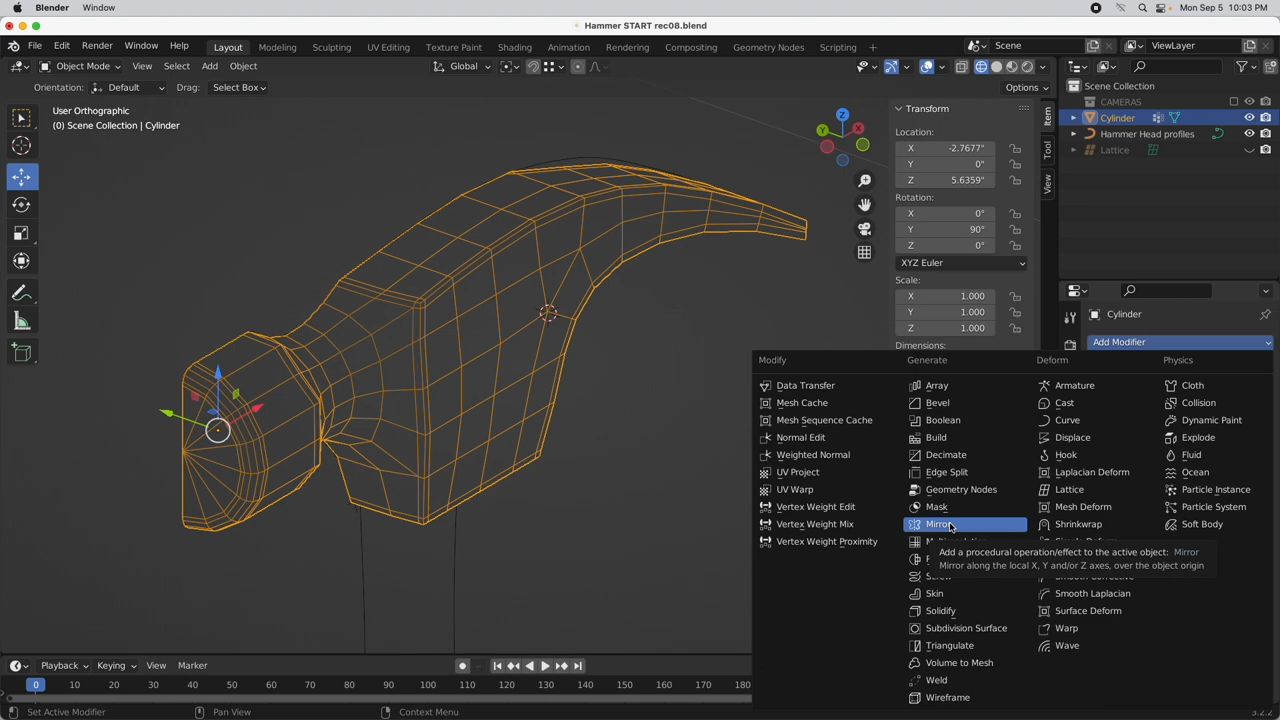 Blender Window Mon Sep 5 10:03 PM
Hammer START rec08.blend
File Edit Render Window Help Layout Modeling Sculpting UV Editing Texture Paint Shading Animation Rendering Compositing Geometry Nodes Scripting + Scene ViewLayer
Object Mode View Select Add Object Global
Orientation: Default Drag: Select Box Options
User Orthographic
(0) Scene Collection | Cylinder
Z
Y
X
Transform
Location:
X -2.7677"
Y 0"
Z 5.6359"
Rotation:
X 0°
Y 90°
Z 0°
XYZ Euler
Scale:
X 1.000
Y 1.000
Z 1.000
Dimensions:
Item
Tool
View
Scene Collection
CAMERAS
Cylinder
Hammer Head profiles
Lattice
Cylinder
Add Modifier
Modify
Data Transfer
Mesh Cache
Mesh Sequence Cache
Normal Edit
Weighted Normal
UV Project
UV Warp
Vertex Weight Edit
Vertex Weight Mix
Vertex Weight Proximity
Generate
Array
Bevel
Boolean
Build
Decimate
Edge Split
Geometry Nodes
Mask
Mirror
Skin
Solidify
Subdivision Surface
Triangulate
Volume to Mesh
Weld
Wireframe
Deform
Armature
Cast
Curve
Displace
Hook
Laplacian Deform
Lattice
Mesh Deform
Shrinkwrap
Smooth Laplacian
Surface Deform
Warp
Wave
Physics
Cloth
Collision
Dynamic Paint
Explode
Fluid
Ocean
Particle Instance
Particle System
Soft Body
Add a procedural operation/effect to the active object: Mirror
Mirror along the local X, Y and/or Z axes, over the object origin
Playback Keying View Marker
0 10 20 30 40 50 60 70 80 90 100 110 120 130 140 150 160 170 180
Set Active Modifier Pan View Context Menu 3.2.2